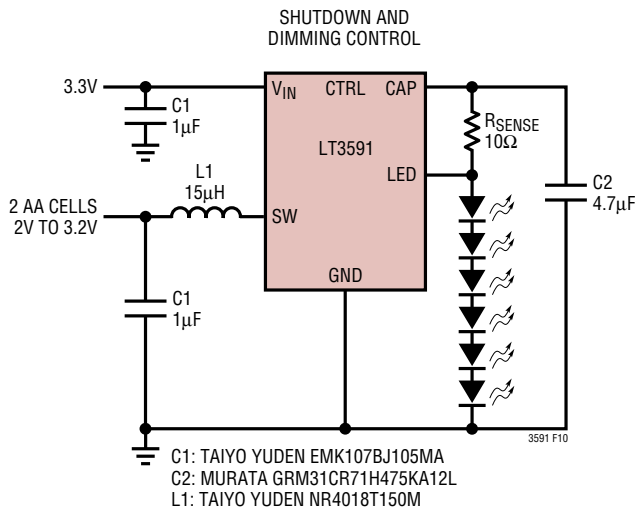 SHUTDOWN AND
DIMMING CONTROL
3.3V
VIN
CTRL
CAP
C1
1µF
RSENSE
10Ω
LT3591
L1
15µH
LED
2 AA CELLS
2V TO 3.2V
SW
C2
4.7µF
GND
C1
1µF
3591 F10
C1: TAIYO YUDEN EMK107BJ105MA
C2: MURATA GRM31CR71H475KA12L
L1: TAIYO YUDEN NR4018T150M